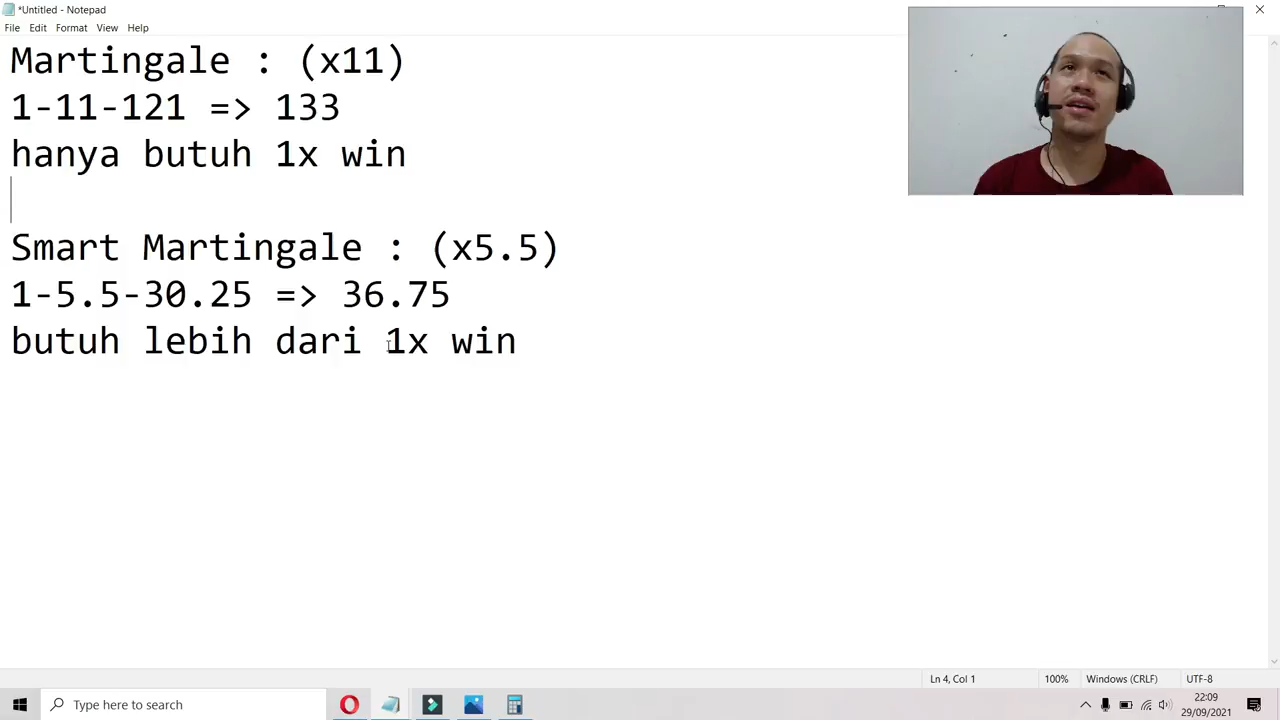 *Untitled - Notepad
File Edit Format View Help
Martingale : (x11)
1-11-121 => 133
hanya butuh 1x win
Smart Martingale : (x5.5)
1-5.5-30.25 => 36.75
butuh lebih dari 1x win
Ln 4, Col 1 100% Windows (CRLF) UTF-8
Type here to search
22:09
29/09/2021